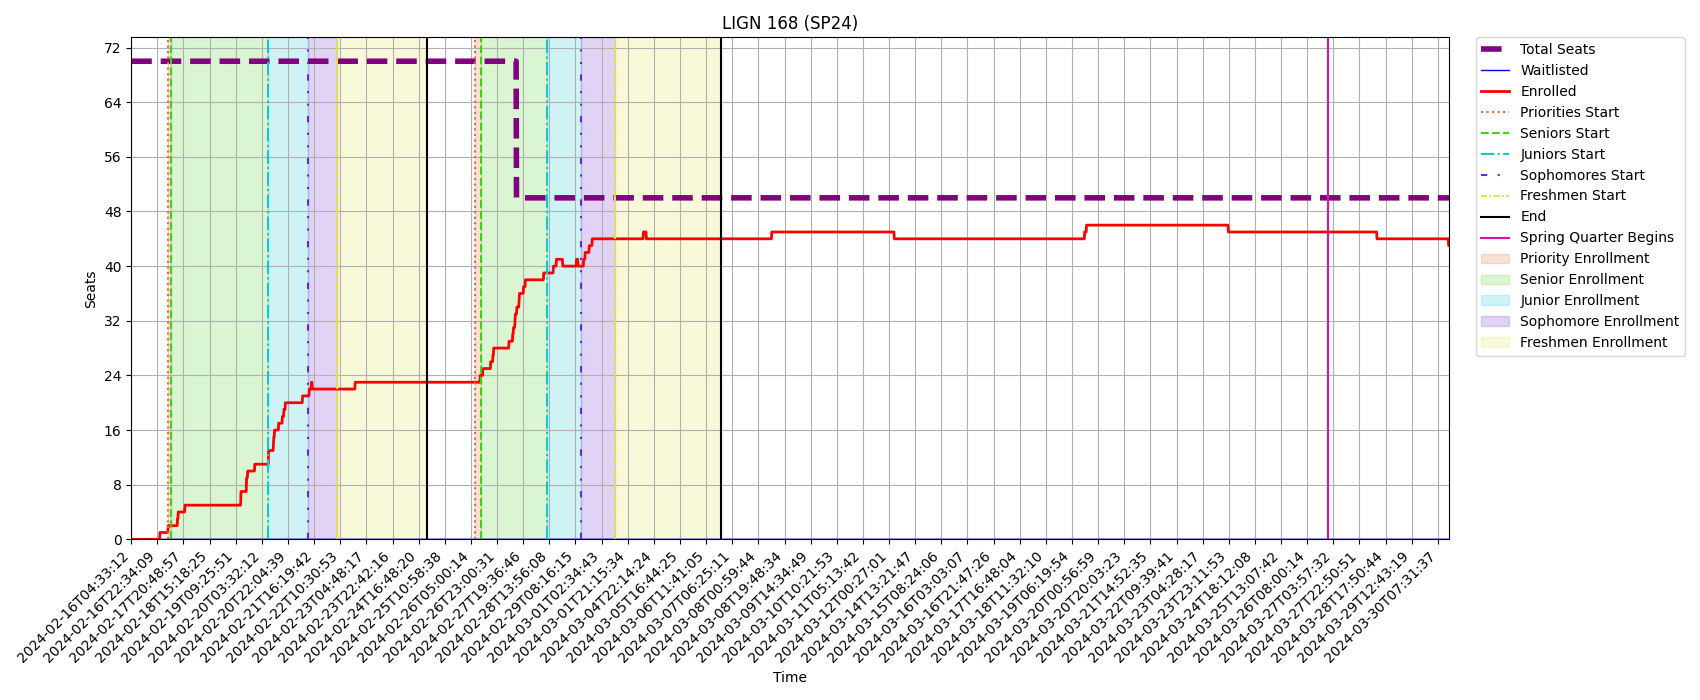 LIGN 168 (SP24)
Seats
72
64
56
48
40
32
24
16
8
0
2024-02-16T04:33:12
2024-02-16T22:34:09
2024-02-17T20:48:57
2024-02-18T15:18:25
2024-02-19T09:25:51
2024-02-20T03:32:12
2024-02-20T22:04:39
2024-02-21T16:19:42
2024-02-22T10:30:53
2024-02-23T04:48:17
2024-02-23T22:42:16
2024-02-24T16:48:20
2024-02-25T10:58:38
2024-02-26T05:00:14
2024-02-26T23:00:31
2024-02-27T19:36:46
2024-02-28T13:56:08
2024-02-29T08:16:15
2024-03-01T02:34:43
2024-03-01T21:15:34
2024-03-04T22:14:24
2024-03-05T16:44:25
2024-03-06T11:41:05
2024-03-07T06:25:11
2024-03-08T00:59:44
2024-03-08T19:48:34
2024-03-09T14:34:49
2024-03-10T10:21:53
2024-03-11T05:13:42
2024-03-12T00:27:01
2024-03-14T13:21:47
2024-03-15T08:24:06
2024-03-16T03:03:07
2024-03-16T21:47:26
2024-03-17T16:48:04
2024-03-18T11:32:10
2024-03-19T06:19:54
2024-03-20T00:56:59
2024-03-20T20:03:23
2024-03-21T14:52:35
2024-03-22T09:39:41
2024-03-23T04:28:17
2024-03-23T23:11:53
2024-03-24T18:12:08
2024-03-25T13:07:42
2024-03-26T08:00:14
2024-03-27T03:57:32
2024-03-27T22:50:51
2024-03-28T17:50:44
2024-03-29T12:43:19
2024-03-30T07:31:37
Time
Total Seats
Waitlisted
Enrolled
Priorities Start
Seniors Start
Juniors Start
Sophomores Start
Freshmen Start
End
Spring Quarter Begins
Priority Enrollment
Senior Enrollment
Junior Enrollment
Sophomore Enrollment
Freshmen Enrollment